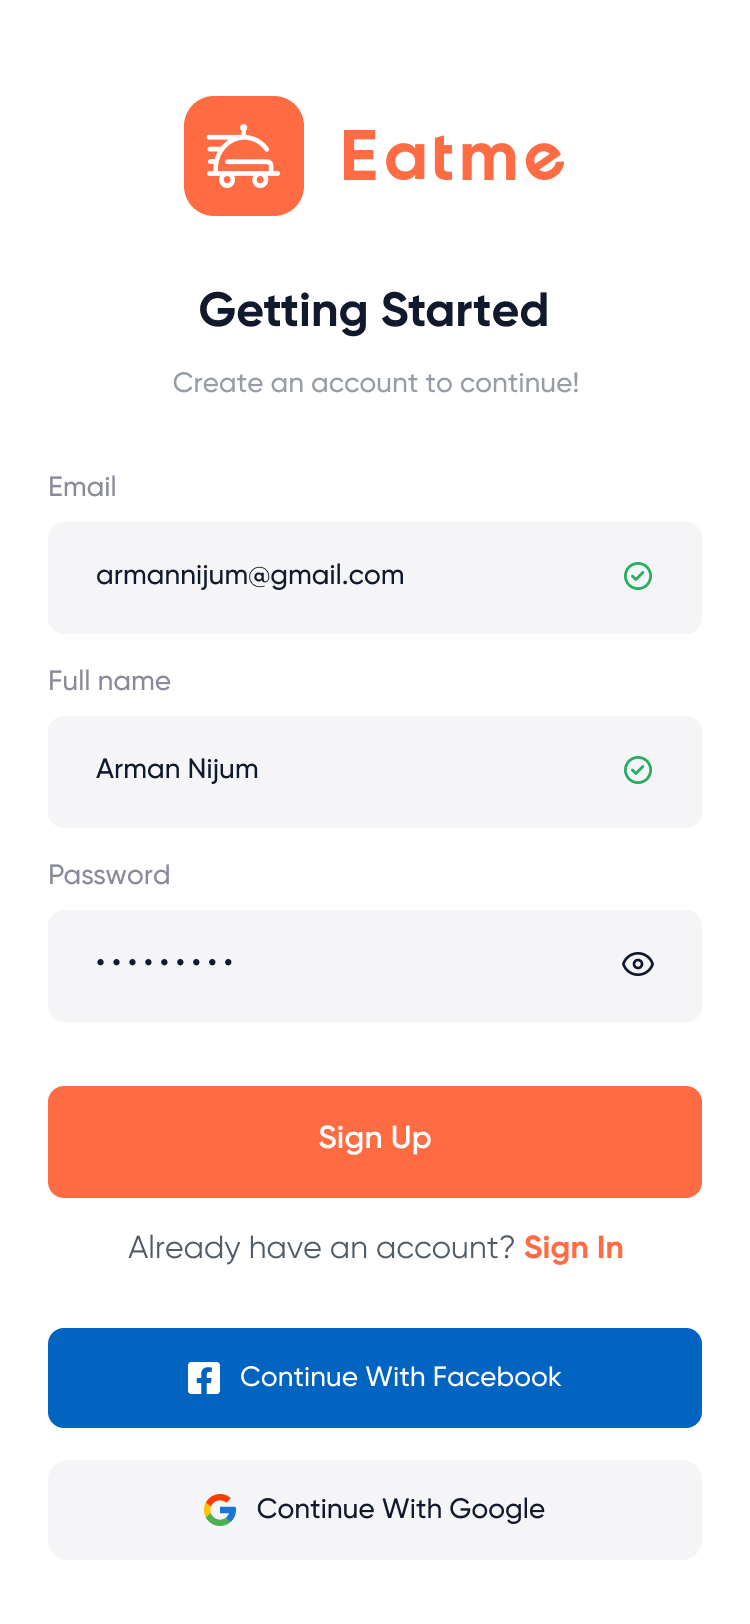 Eatme
Getting Started
Create an account to continue!
Email
armannijum@gmail.com
Full name
Arman Nijum
Password
•••••••••
Sign Up
Already have an account? Sign In
Continue With Facebook
Continue With Google